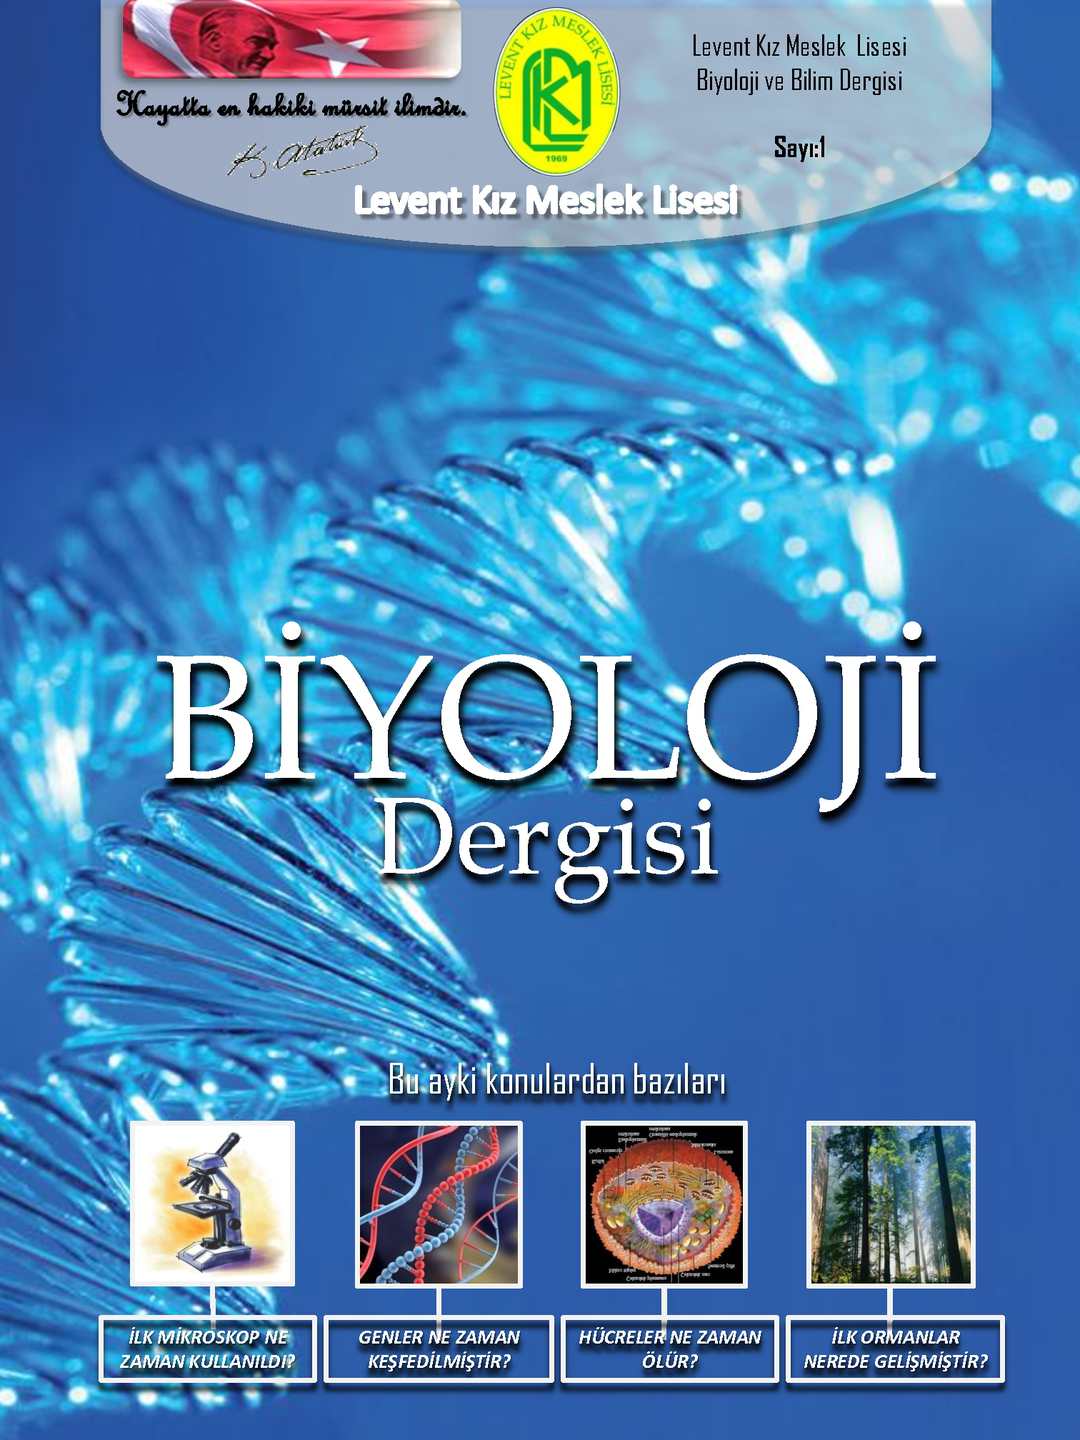 Hayatta en hakiki mürşit ilimdir.
K. Atatürk
LEVENT KIZ MESLEK LİSESİ
1969
Levent Kız Meslek Lisesi
Biyoloji ve Bilim Dergisi
Sayı:1
Levent Kız Meslek Lisesi
BİYOLOJİ
Dergisi
Bu ayki konulardan bazıları
İLK MİKROSKOP NE
ZAMAN KULLANILDI?
GENLER NE ZAMAN
KEŞFEDİLMİŞTİR?
HÜCRELER NE ZAMAN
ÖLÜR?
İLK ORMANLAR
NEREDE GELİŞMİŞTİR?